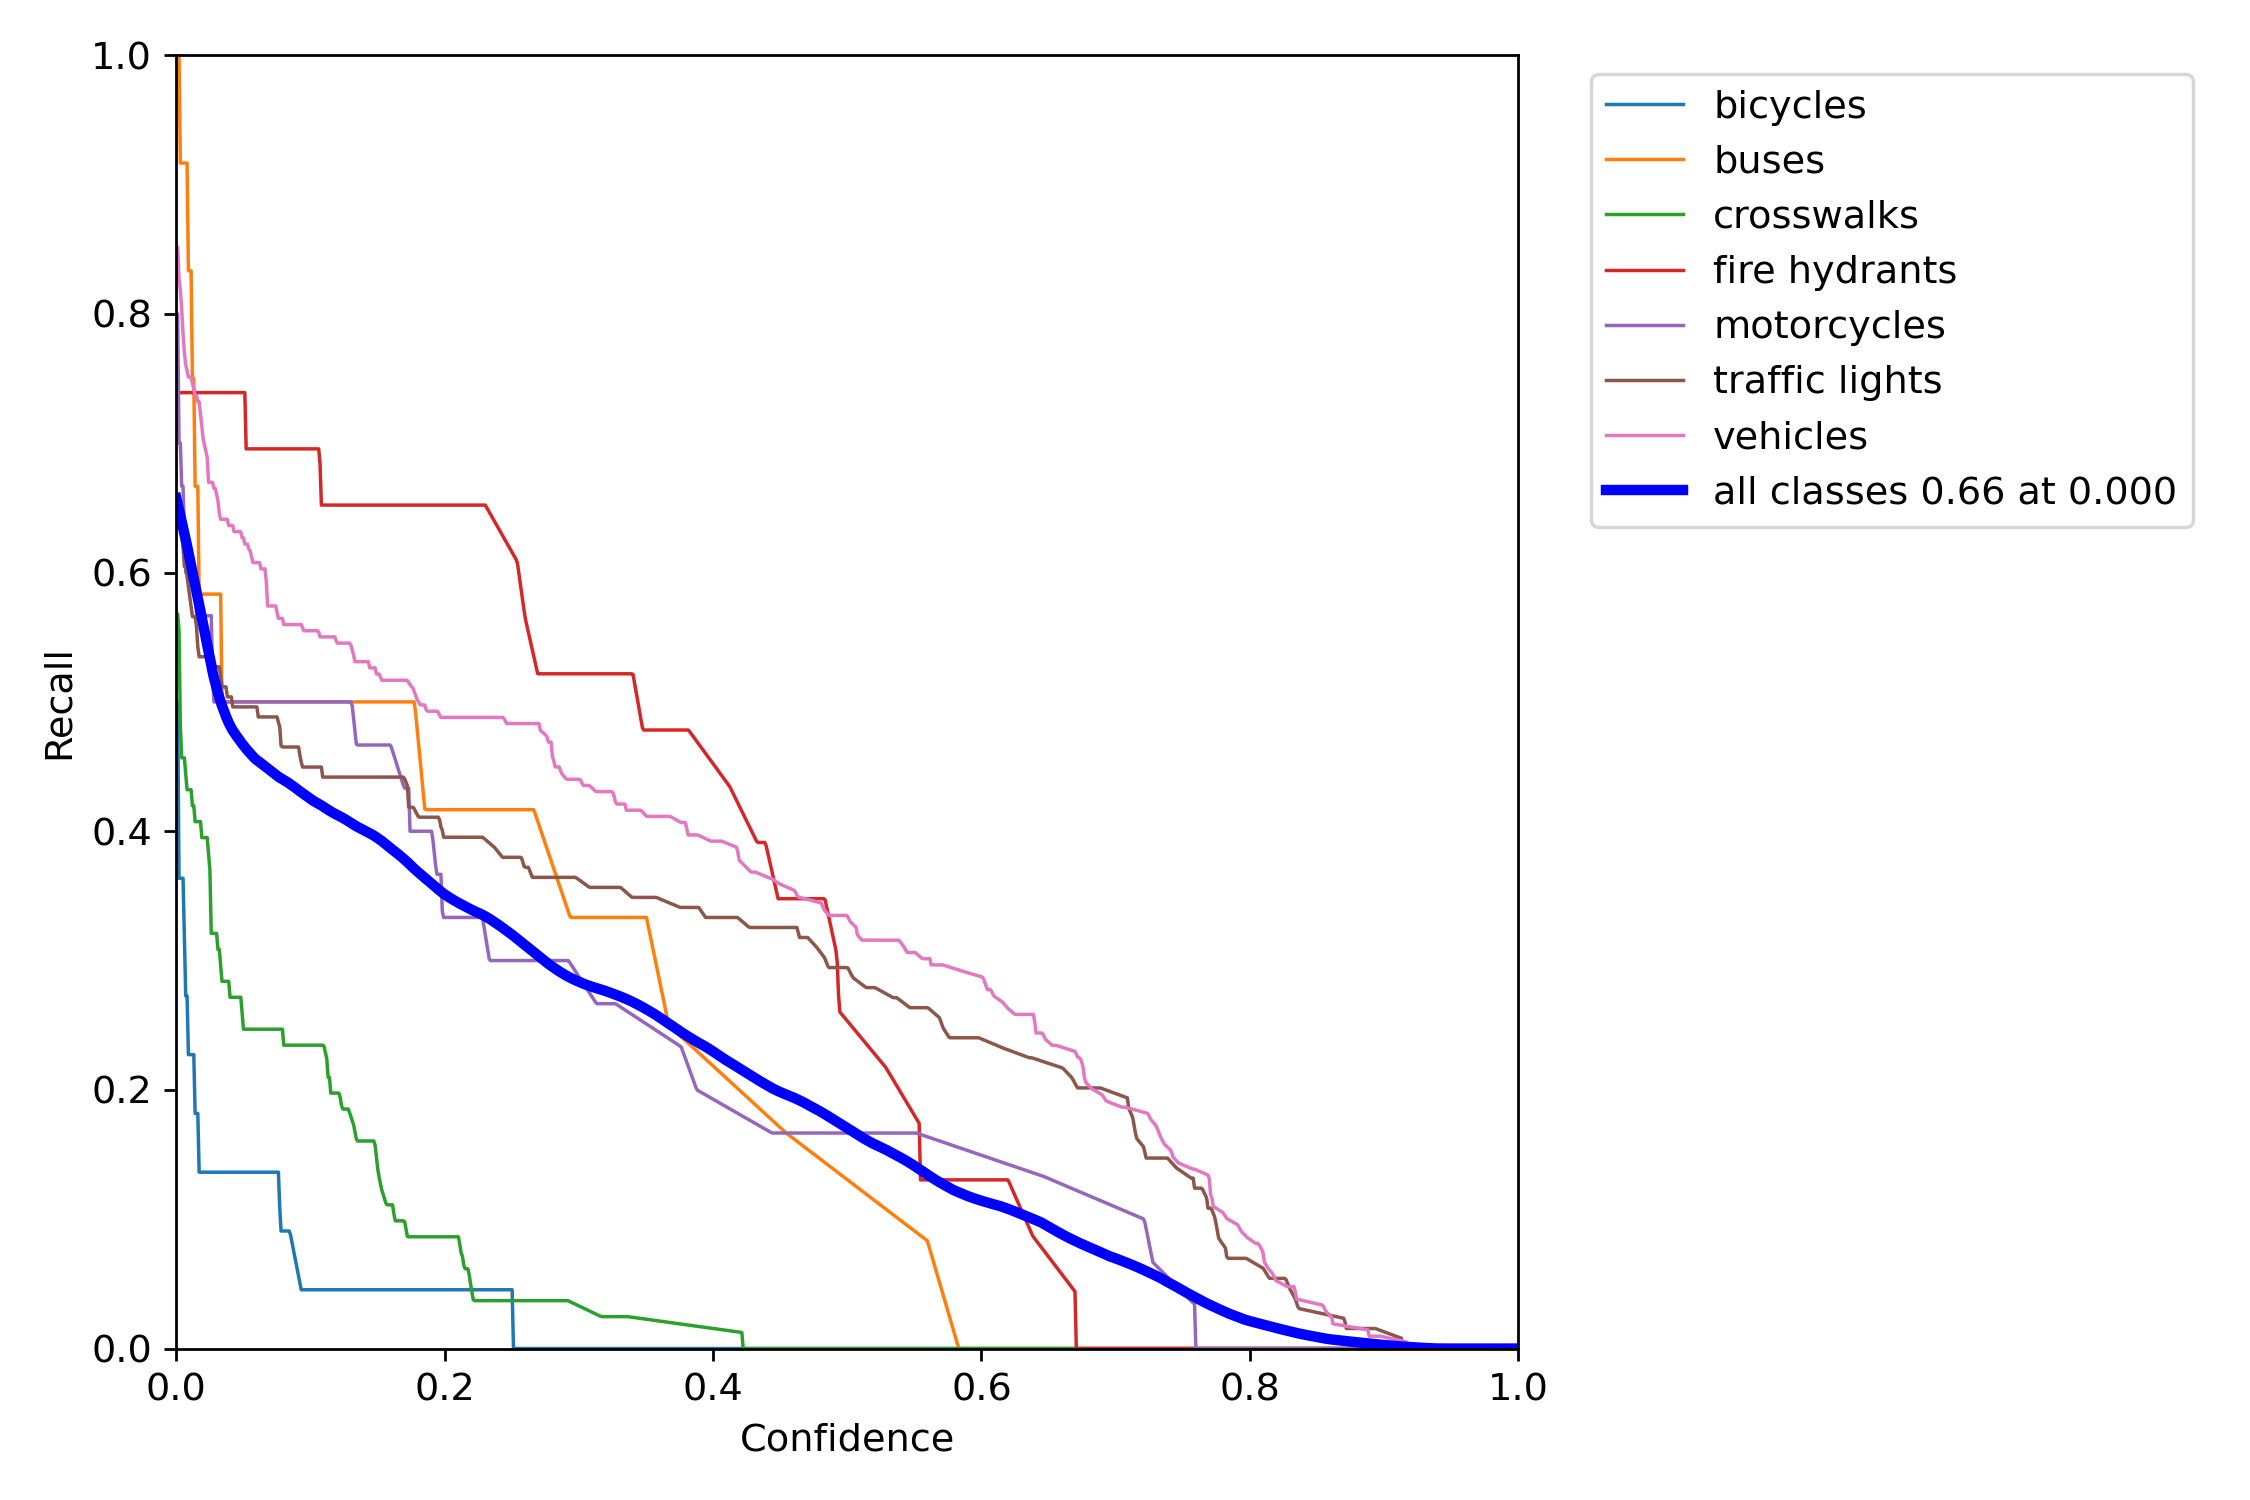 1.0
0.8
0.6
0.4
0.2
0.0
Recall
0.0 0.2 0.4 0.6 0.8 1.0
Confidence
bicycles
buses
crosswalks
fire hydrants
motorcycles
traffic lights
vehicles
all classes 0.66 at 0.000